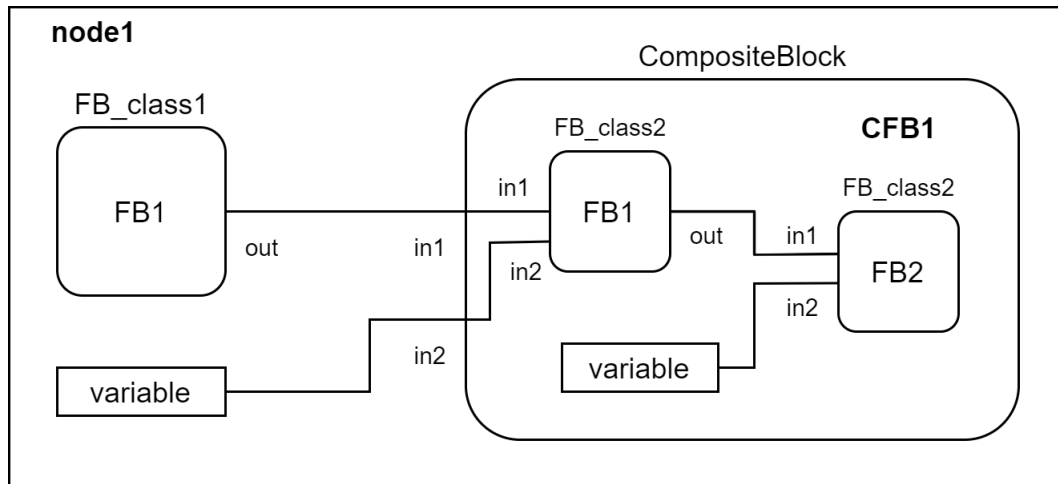 node1
CompositeBlock
FB_class1
FB_class2
CFB1
FB_class2
in1
FB1
FB1
out
in1
out
in1
in2
FB2
in2
in2
variable
variable